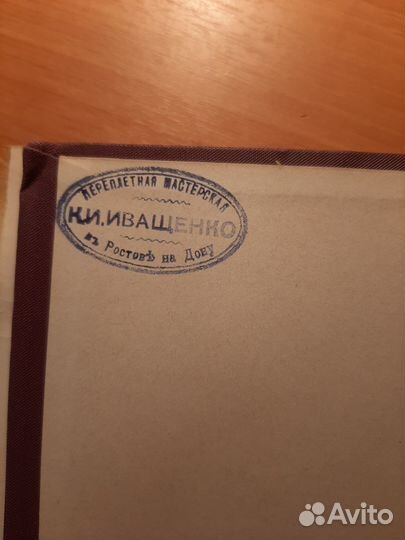 ПЕРЕПЛЕТНАЯ МАСТЕРСКАЯ
К.И.ИВАЩЕНКО
въ Ростовѣ на Дону
Avito